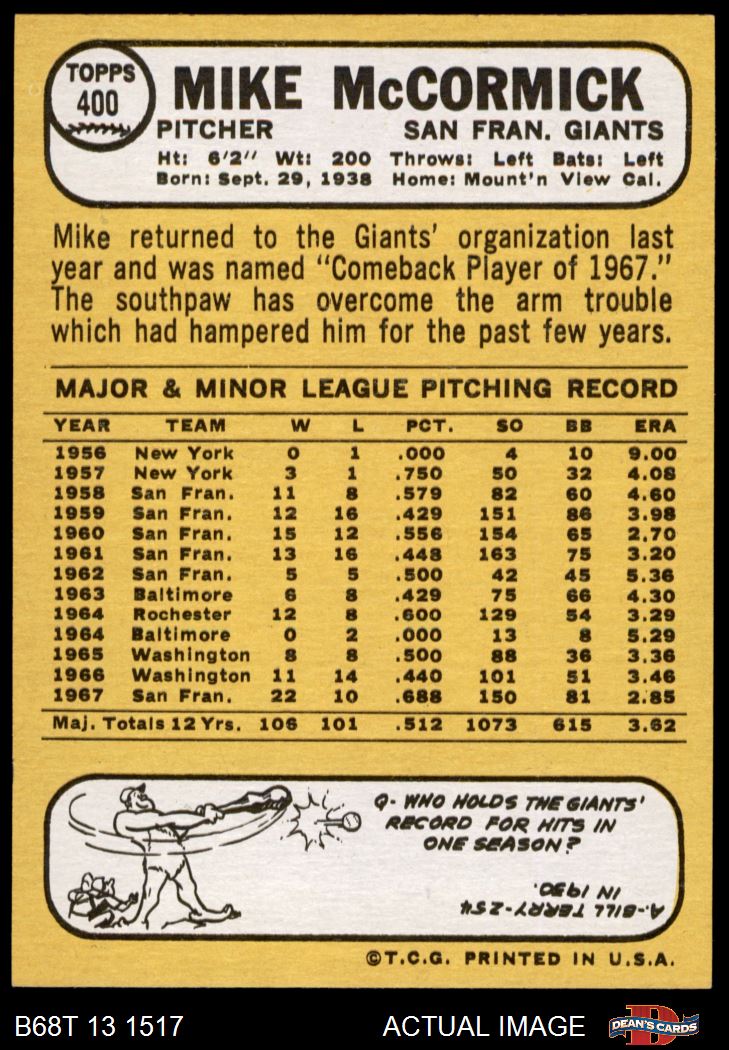 TOPPS
400
MIKE McCORMICK
PITCHER SAN FRAN. GIANTS
Ht: 6'2" Wt: 200 Throws: Left Bats: Left
Born: Sept. 29, 1938 Home: Mount'n View Cal.
Mike returned to the Giants' organization last
year and was named "Comeback Player of 1967."
The southpaw has overcome the arm trouble
which had hampered him for the past few years.
MAJOR & MINOR LEAGUE PITCHING RECORD
YEAR TEAM W L PCT. SO BB ERA
1956 New York 0 1 .000 4 10 9.00
1957 New York 3 1 .750 50 32 4.08
1958 San Fran. 11 8 .579 82 60 4.60
1959 San Fran. 12 16 .429 151 86 3.98
1960 San Fran. 15 12 .556 154 65 2.70
1961 San Fran. 13 16 .448 163 75 3.20
1962 San Fran. 5 5 .500 42 45 5.36
1963 Baltimore 6 8 .429 75 66 4.30
1964 Rochester 12 8 .600 129 54 3.29
1964 Baltimore 0 2 .000 13 8 5.29
1965 Washington 8 8 .500 88 36 3.36
1966 Washington 11 14 .440 101 51 3.46
1967 San Fran. 22 10 .688 150 81 2.85
Maj. Totals 12 Yrs. 106 101 .512 1073 615 3.62
Q- WHO HOLDS THE GIANTS'
RECORD FOR HITS IN
ONE SEASON?
A.-BILL TERRY-254
IN 1930.
©T.C.G. PRINTED IN U.S.A.
B68T 13 1517 ACTUAL IMAGE D DEAN'S CARDS